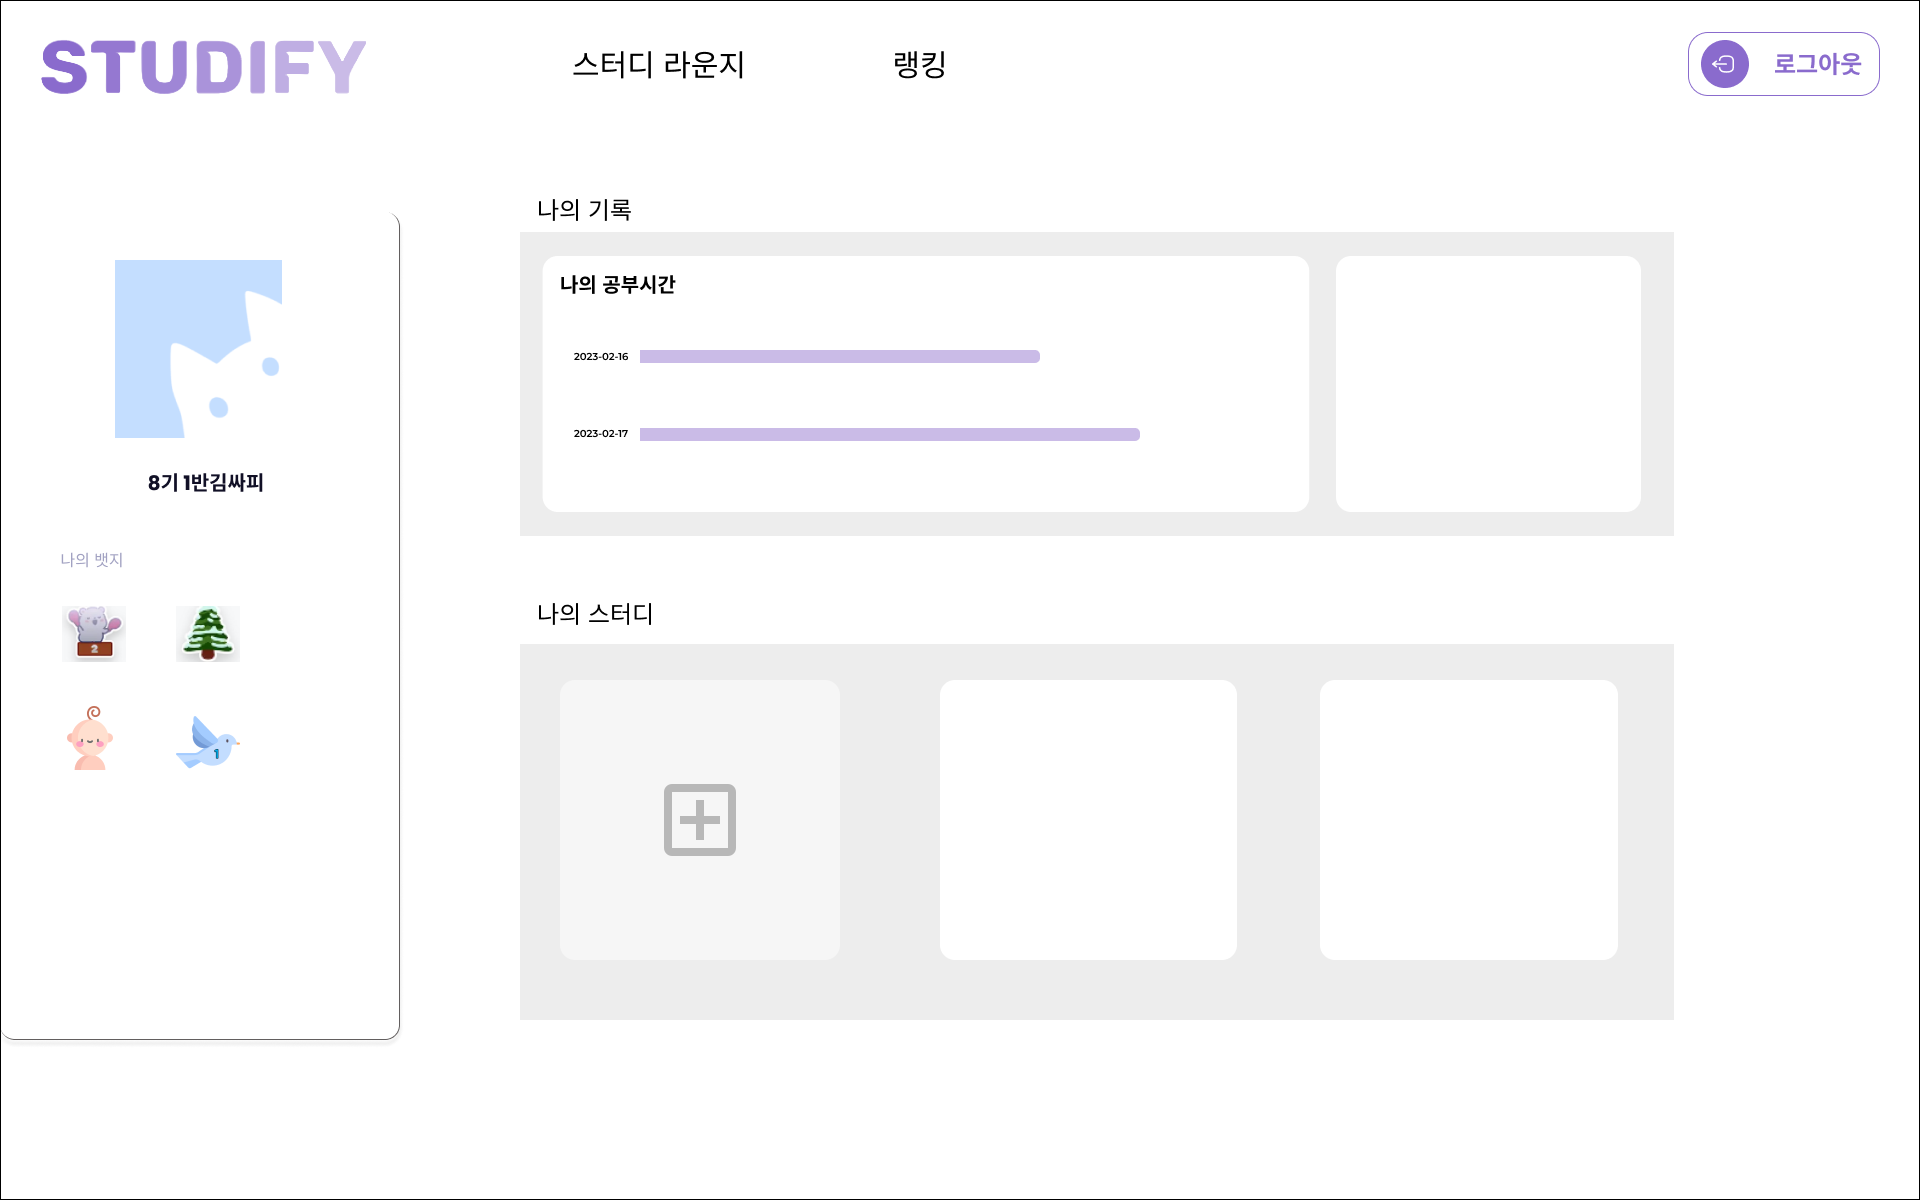 STUDIFY
스터디 라운지
랭킹
로그아웃
나의 기록
나의 공부시간
2023-02-16
2023-02-17
8기 1반김싸피
나의 뱃지
2
1
나의 스터디